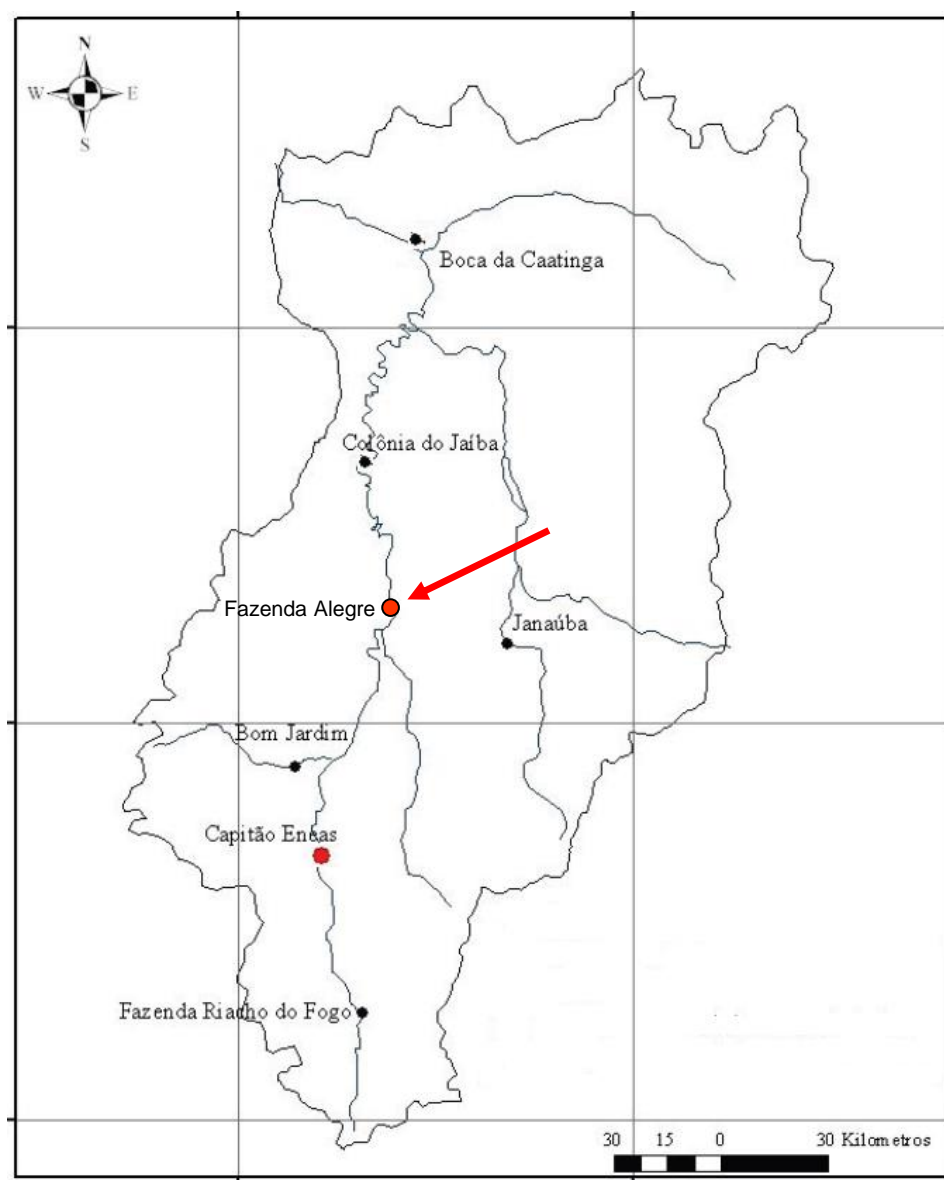 N
W E
S
Boca da Caatinga
Colônia do Jaíba
Fazenda Alegre
Janaúba
Bom Jardim
Capitão Enéas
Fazenda Riacho do Fogo
30 15 0 30 Kilometros